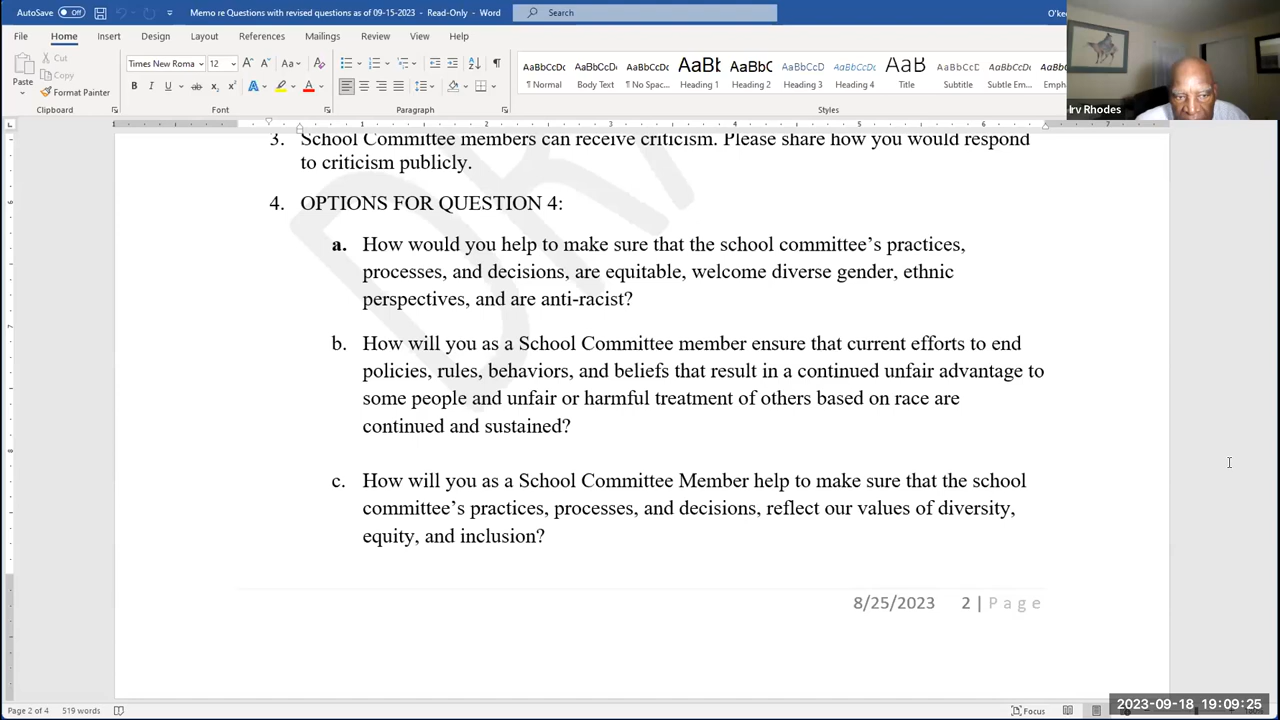 AutoSave Off Memo re Questions with revised questions as of 09-15-2023 - Read-Only - Word Search
File Home Insert Design Layout References Mailings Review View Help
Paste Cut Copy Format Painter Times New Roma 12 Aa
B I U ab X A
AaBbCcDc AaBbCcDc AaBbCcDc AaBb AaBbCc AaBbCcD AaBbCcDc AaB AaBbCcD AaBbCcDc AaBbCcDc
Normal Body Text No Spac... Heading 1 Heading 2 Heading 3 Heading 4 Title Subtitle Subtle Em...
Clipboard Font Paragraph Styles
Irv Rhodes
3. School Committee members can receive criticism. Please share how you would respond
to criticism publicly.
4. OPTIONS FOR QUESTION 4:
a. How would you help to make sure that the school committee’s practices,
processes, and decisions, are equitable, welcome diverse gender, ethnic
perspectives, and are anti-racist?
b. How will you as a School Committee member ensure that current efforts to end
policies, rules, behaviors, and beliefs that result in a continued unfair advantage to
some people and unfair or harmful treatment of others based on race are
continued and sustained?
c. How will you as a School Committee Member help to make sure that the school
committee’s practices, processes, and decisions, reflect our values of diversity,
equity, and inclusion?
8/25/2023 2 | Page
Page 2 of 4 519 words Focus
2023-09-18 19:09:25